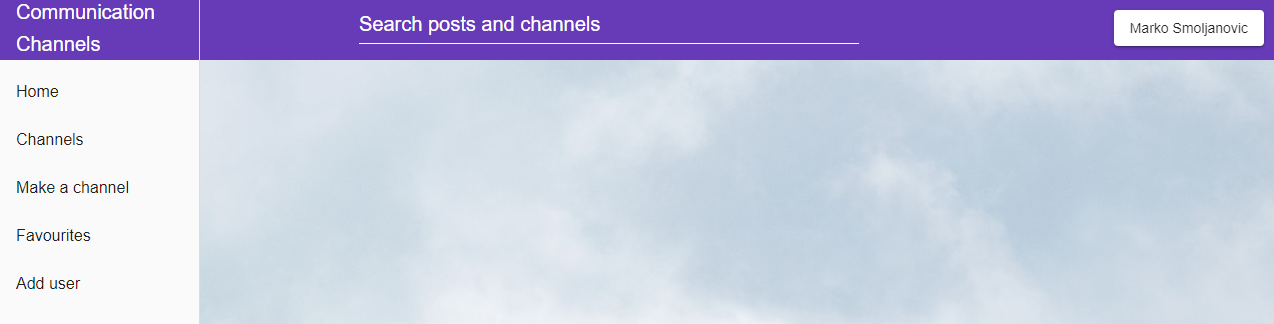 Communication
Channels
Search posts and channels
Marko Smoljanovic
Home
Channels
Make a channel
Favourites
Add user